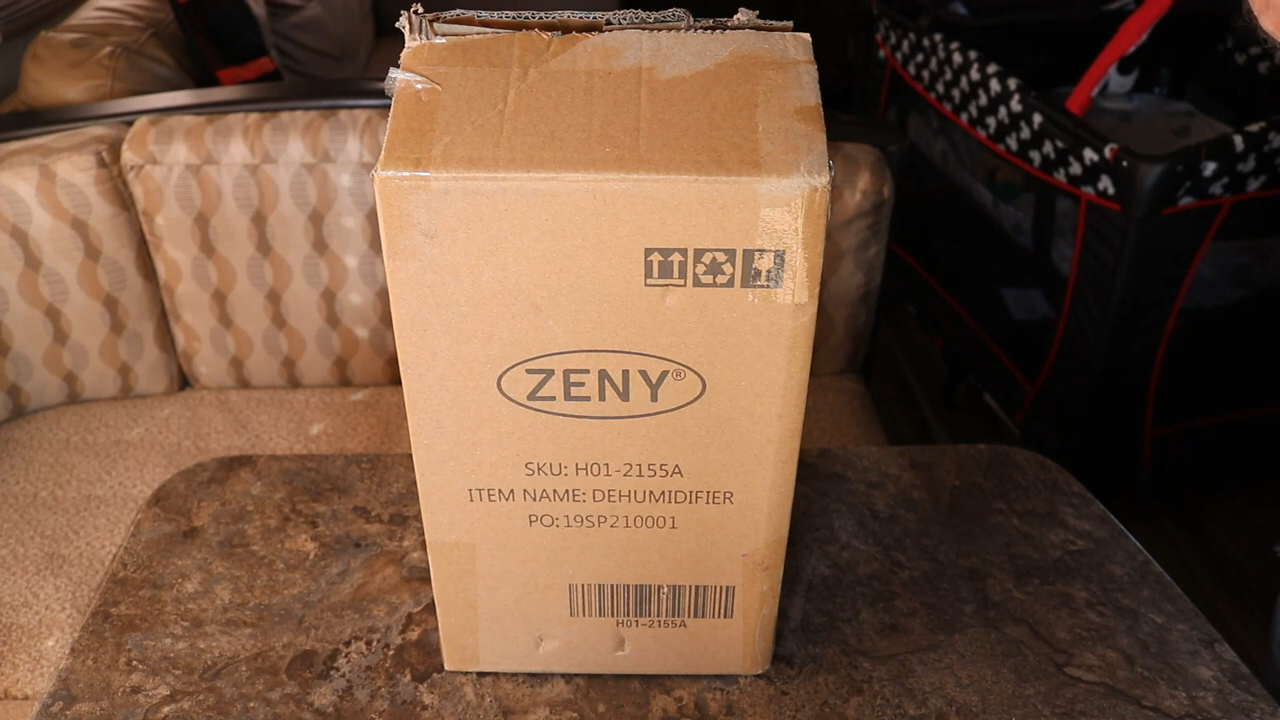 ZENY®
SKU: H01-2155A
ITEM NAME: DEHUMIDIFIER
PO: 19SP210001
H01-2155A